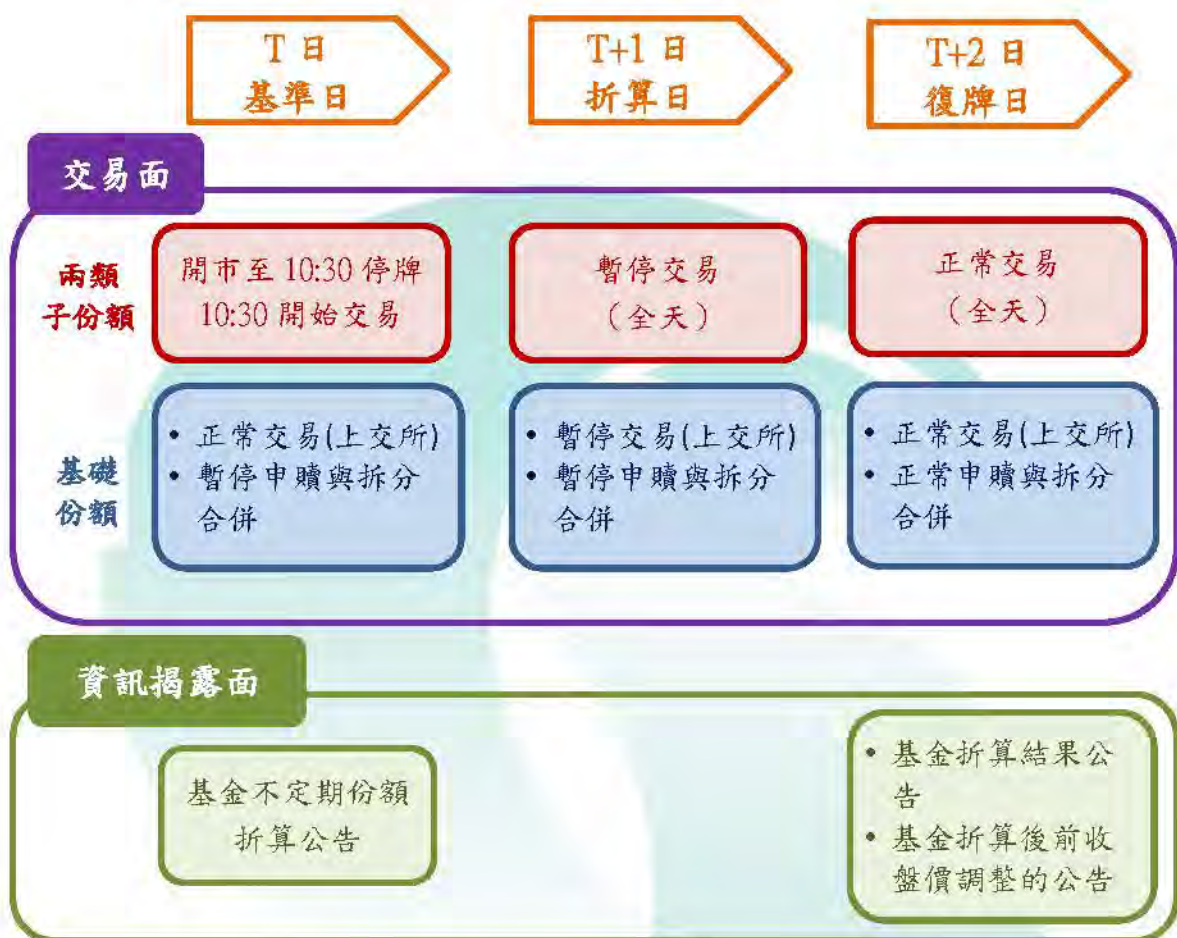 T 日
基準日
T+1 日
折算日
T+2 日
復牌日
交易面
兩類
子份額
開市至 10:30 停牌
10:30 開始交易
暫停交易
（全天）
正常交易
（全天）
基礎
份額
• 正常交易(上交所)
• 暫停申贖與拆分
合併
• 暫停交易(上交所)
• 暫停申贖與拆分
合併
• 正常交易(上交所)
• 正常申贖與拆分
合併
資訊揭露面
基金不定期份額
折算公告
• 基金折算結果公
告
• 基金折算後前收
盤價調整的公告